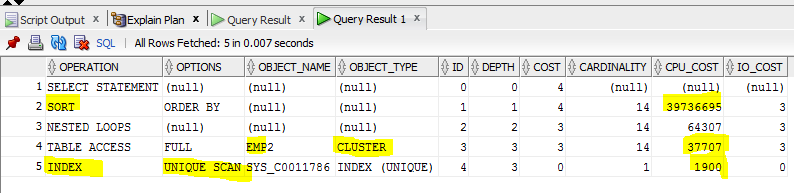 Script Output x Explain Plan x Query Result x Query Result 1 x
SQL | All Rows Fetched: 5 in 0.007 seconds
OPERATION OPTIONS OBJECT_NAME OBJECT_TYPE ID DEPTH COST CARDINALITY CPU_COST IO_COST
1 SELECT STATEMENT (null) (null) (null) 0 0 4 (null) (null) (null)
2 SORT ORDER BY (null) (null) 1 1 4 14 39736695 3
3 NESTED LOOPS (null) (null) (null) 2 2 3 14 64307 3
4 TABLE ACCESS FULL EMP2 CLUSTER 3 3 3 14 37707 3
5 INDEX UNIQUE SCAN SYS_C0011786 INDEX (UNIQUE) 4 3 0 1 1900 0